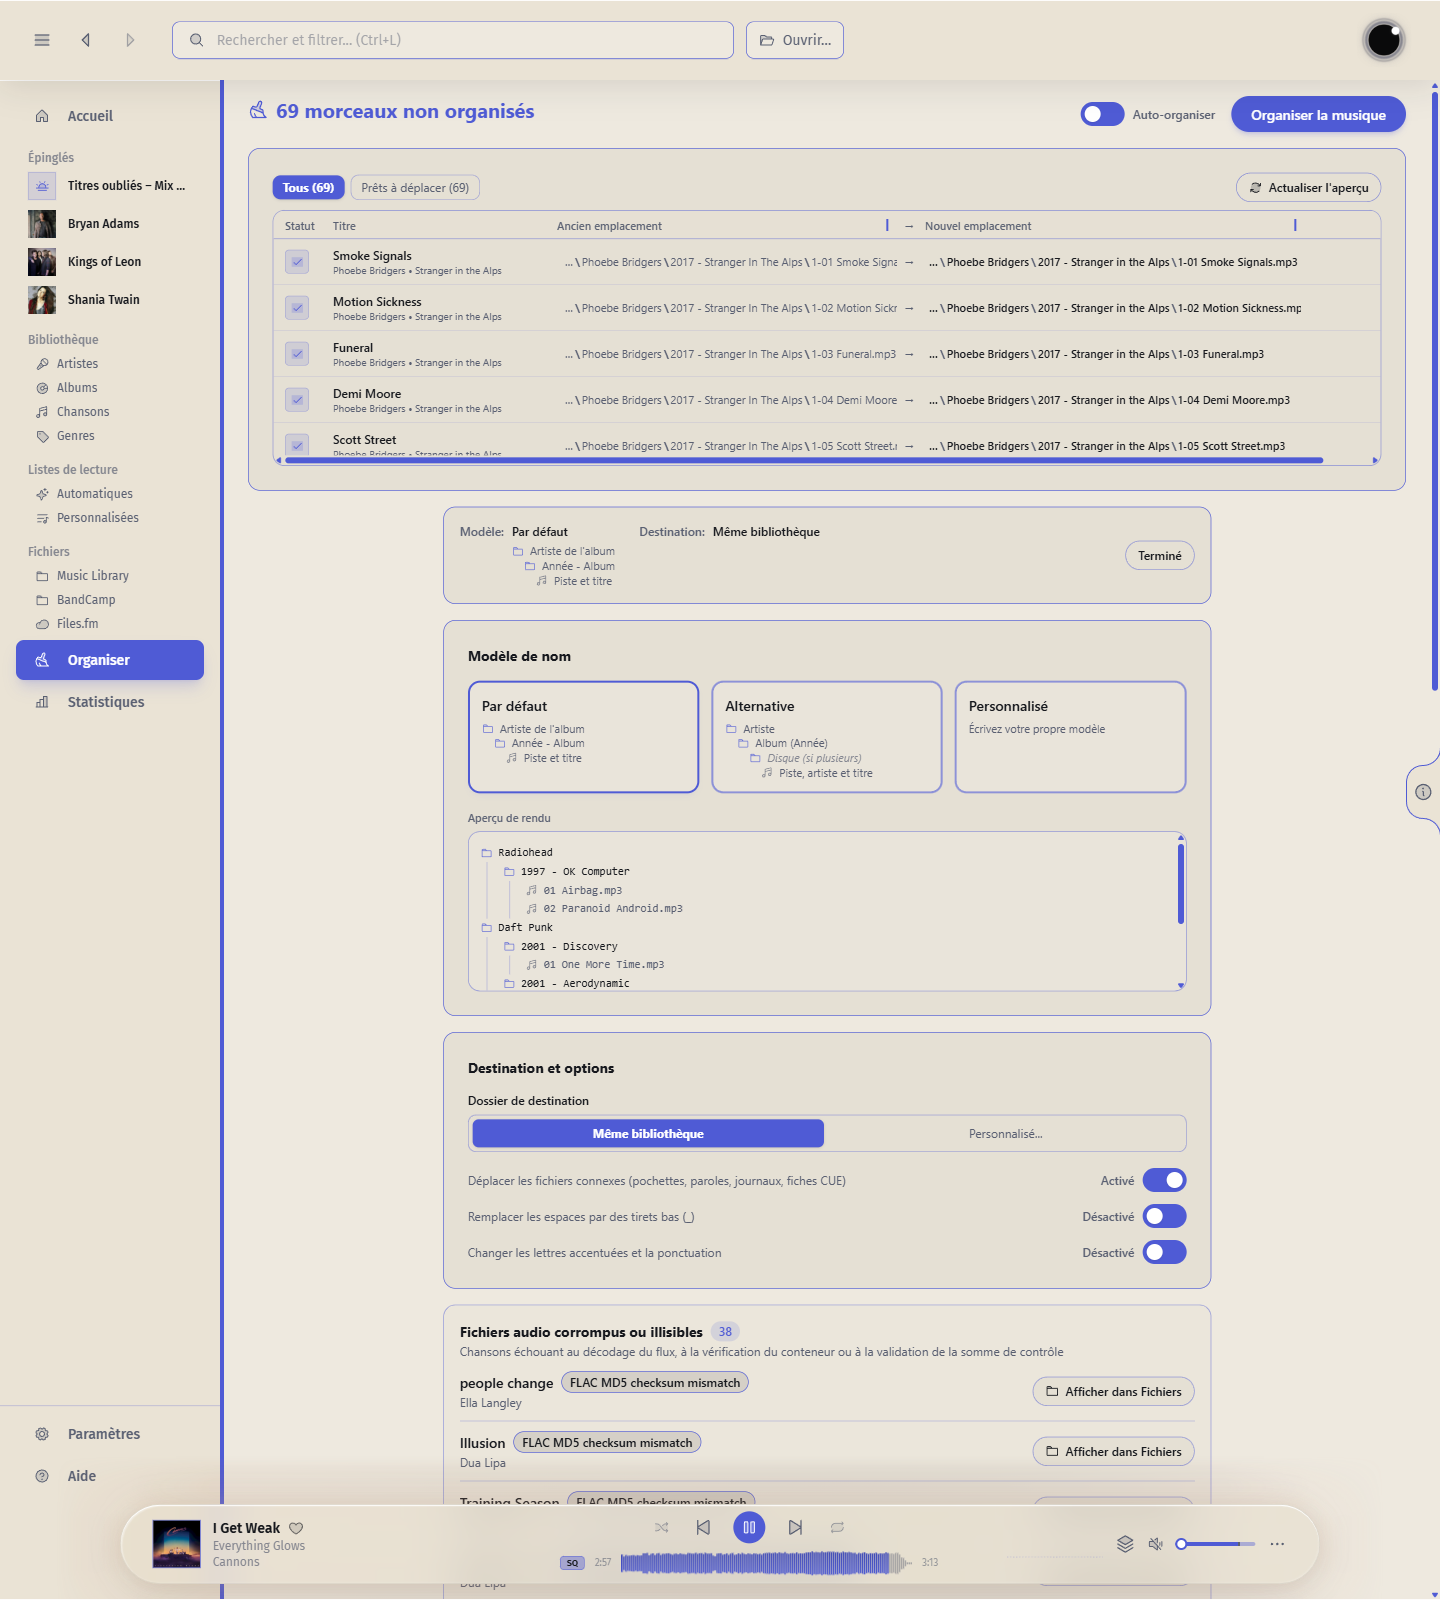 Rechercher et filtrer... (Ctrl+L)
Ouvrir...
Accueil
Épinglés
Titres oubliés – Mix ...
Bryan Adams
Kings of Leon
Shania Twain
Bibliothèque
Artistes
Albums
Chansons
Genres
Listes de lecture
Automatiques
Personnalisées
Fichiers
Music Library
BandCamp
Files.fm
Organiser
Statistiques
Paramètres
Aide
69 morceaux non organisés
Auto-organiser
Organiser la musique
Tous (69)
Prêts à déplacer (69)
Actualiser l'aperçu
Statut Titre Ancien emplacement → Nouvel emplacement
Smoke Signals
Phoebe Bridgers • Stranger in the Alps
...\Phoebe Bridgers\2017 - Stranger In The Alps\1-01 Smoke Signa → ...\Phoebe Bridgers\2017 - Stranger in the Alps\1-01 Smoke Signals.mp3
Motion Sickness
Phoebe Bridgers • Stranger in the Alps
...\Phoebe Bridgers\2017 - Stranger In The Alps\1-02 Motion Sickr → ...\Phoebe Bridgers\2017 - Stranger in the Alps\1-02 Motion Sickness.mp
Funeral
Phoebe Bridgers • Stranger in the Alps
...\Phoebe Bridgers\2017 - Stranger In The Alps\1-03 Funeral.mp3 → ...\Phoebe Bridgers\2017 - Stranger in the Alps\1-03 Funeral.mp3
Demi Moore
Phoebe Bridgers • Stranger in the Alps
...\Phoebe Bridgers\2017 - Stranger In The Alps\1-04 Demi Moore → ...\Phoebe Bridgers\2017 - Stranger in the Alps\1-04 Demi Moore.mp3
Scott Street
Phoebe Bridgers • Stranger in the Alps
...\Phoebe Bridgers\2017 - Stranger In The Alps\1-05 Scott Street.r → ...\Phoebe Bridgers\2017 - Stranger in the Alps\1-05 Scott Street.mp3
Modèle: Par défaut Destination: Même bibliothèque
Artiste de l'album
Année - Album
Piste et titre
Terminé
Modèle de nom
Par défaut
Artiste de l'album
Année - Album
Piste et titre
Alternative
Artiste
Album (Année)
Disque (si plusieurs)
Piste, artiste et titre
Personnalisé
Écrivez votre propre modèle
Aperçu de rendu
Radiohead
1997 - OK Computer
01 Airbag.mp3
02 Paranoid Android.mp3
Daft Punk
2001 - Discovery
01 One More Time.mp3
2001 - Aerodynamic
Destination et options
Dossier de destination
Même bibliothèque
Personnalisé...
Déplacer les fichiers connexes (pochettes, paroles, journaux, fiches CUE) Activé
Remplacer les espaces par des tirets bas (_) Désactivé
Changer les lettres accentuées et la ponctuation Désactivé
Fichiers audio corrompus ou illisibles 38
Chansons échouant au décodage du flux, à la vérification du conteneur ou à la validation de la somme de contrôle
people change FLAC MD5 checksum mismatch
Ella Langley
Afficher dans Fichiers
Illusion FLAC MD5 checksum mismatch
Dua Lipa
Afficher dans Fichiers
Training Season FLAC MD5 checksum mismatch
Dua Lipa
I Get Weak
Everything Glows
Cannons
SQ 2:57 3:13